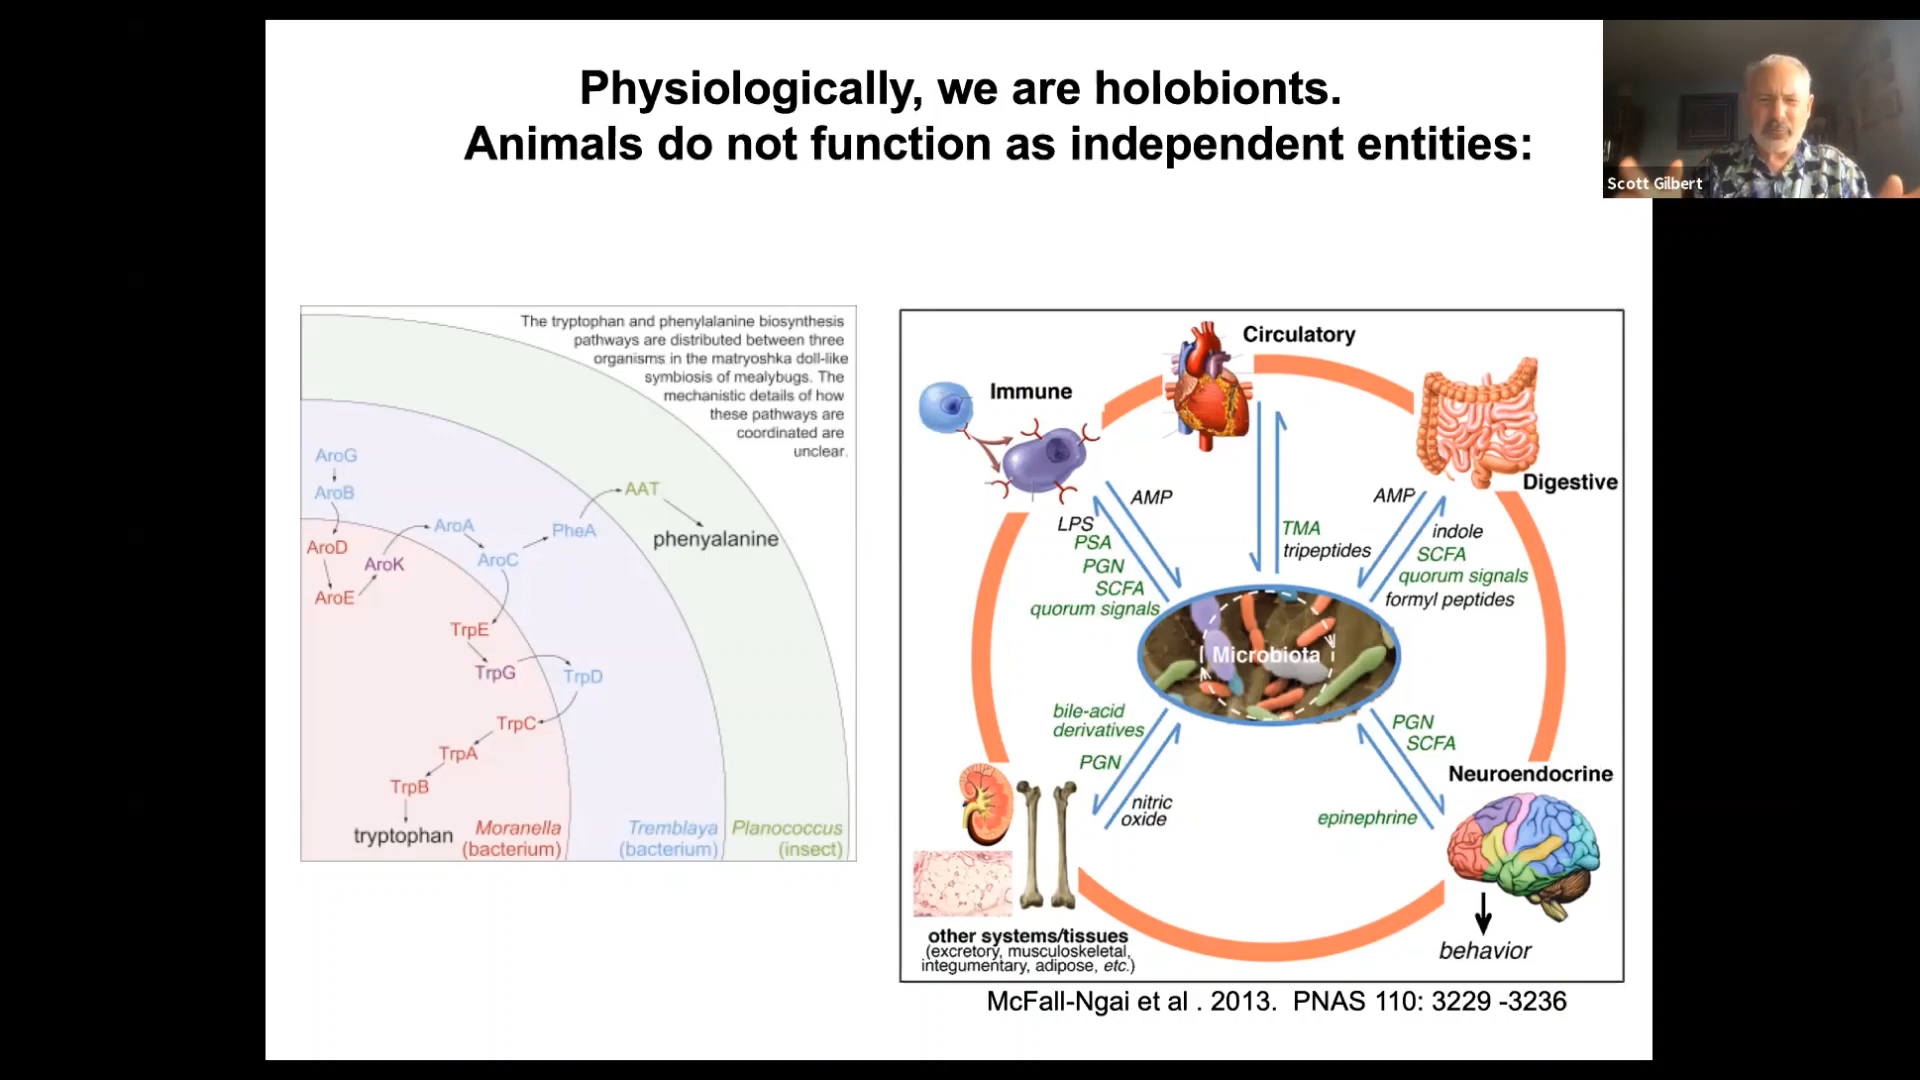 Physiologically, we are holobionts.
Animals do not function as independent entities:
Scott Gilbert
The tryptophan and phenylalanine biosynthesis
pathways are distributed between three
organisms in the matryoshka doll-like
symbiosis of mealybugs. The
mechanistic details of how
these pathways are
coordinated are
unclear.
AroG
AroB
AroD
AroK
AroE
AroA
AroC
PheA
AAT
phenyalanine
TrpE
TrpG
TrpD
TrpC
TrpA
TrpB
tryptophan
Moranella
(bacterium)
Tremblaya
(bacterium)
Planococcus
(insect)
Circulatory
Immune
Digestive
AMP
LPS
PSA
PGN
SCFA
quorum signals
TMA
tripeptides
AMP
indole
SCFA
quorum signals
formyl peptides
Microbiota
bile-acid
derivatives
PGN
nitric
oxide
PGN
SCFA
epinephrine
Neuroendocrine
behavior
other systems/tissues
(excretory, musculoskeletal,
integumentary, adipose, etc.)
McFall-Ngai et al . 2013.  PNAS 110: 3229 -3236